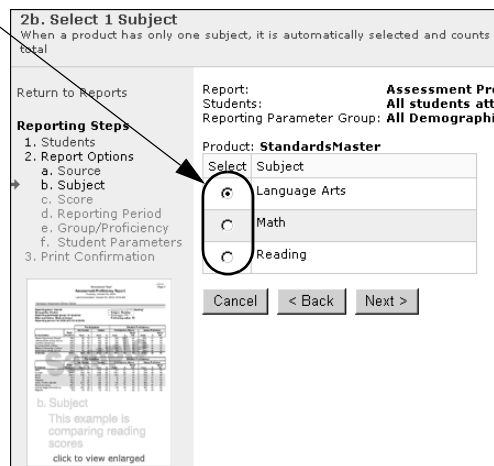 2b. Select 1 Subject
When a product has only one subject, it is automatically selected and counts
total
Return to Reports
Reporting Steps
1. Students
2. Report Options
a. Source
b. Subject
c. Score
d. Reporting Period
e. Group/Proficiency
f. Student Parameters
3. Print Confirmation
b. Subject
This example is
comparing reading
scores
click to view enlarged
Report: Assessment Pro
Students: All students att
Reporting Parameter Group: All Demographi
Product: StandardsMaster
Select Subject
Language Arts
Math
Reading
Cancel < Back Next >